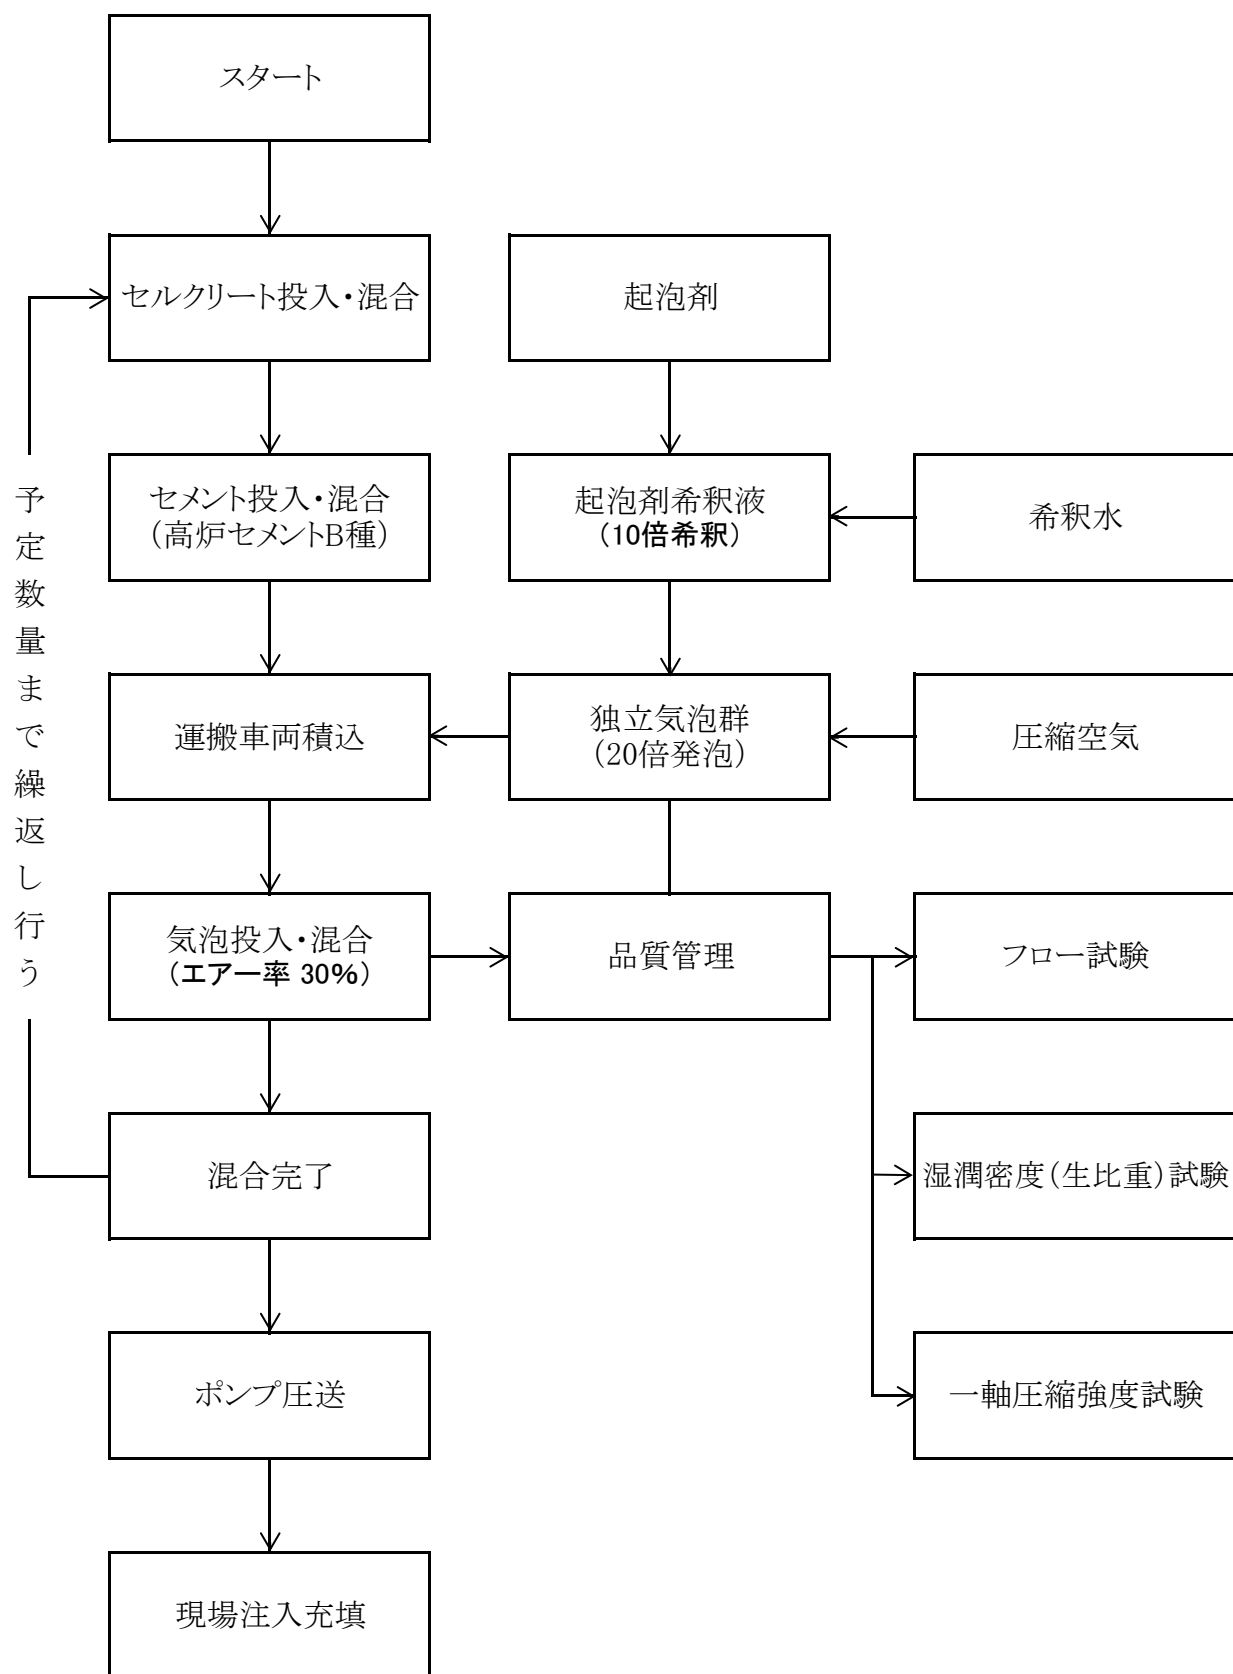 スタート
セルクリート投入・混合
起泡剤
セメント投入・混合
（高炉セメントB種）
起泡剤希釈液
（10倍希釈）
希釈水
予定数量まで繰返し行う
運搬車両積込
独立気泡群
（20倍発泡）
圧縮空気
気泡投入・混合
（エアー率 30%）
品質管理
フロー試験
混合完了
湿潤密度（生比重）試験
ポンプ圧送
一軸圧縮強度試験
現場注入充填